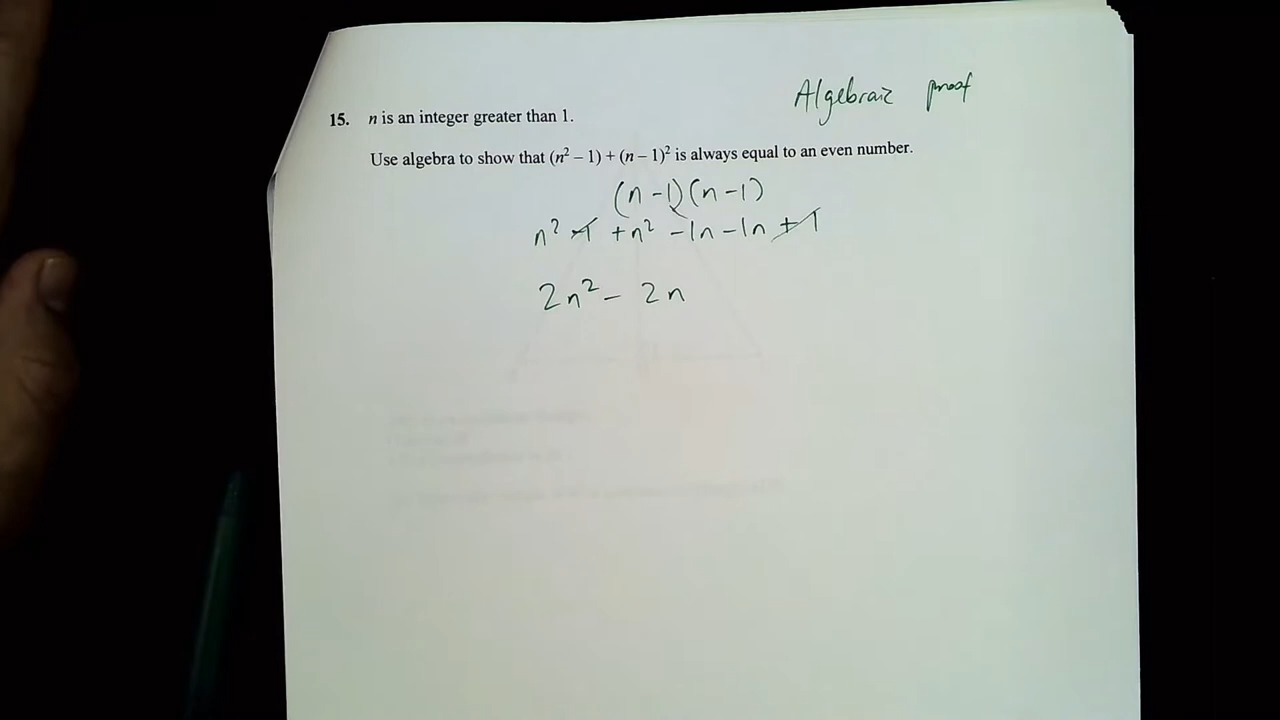 Algebraic proof
15. n is an integer greater than 1.
Use algebra to show that (n² – 1) + (n – 1)² is always equal to an even number.
(n -1)(n -1)
n² -1 +n² -1n -1n +1
2n² - 2n